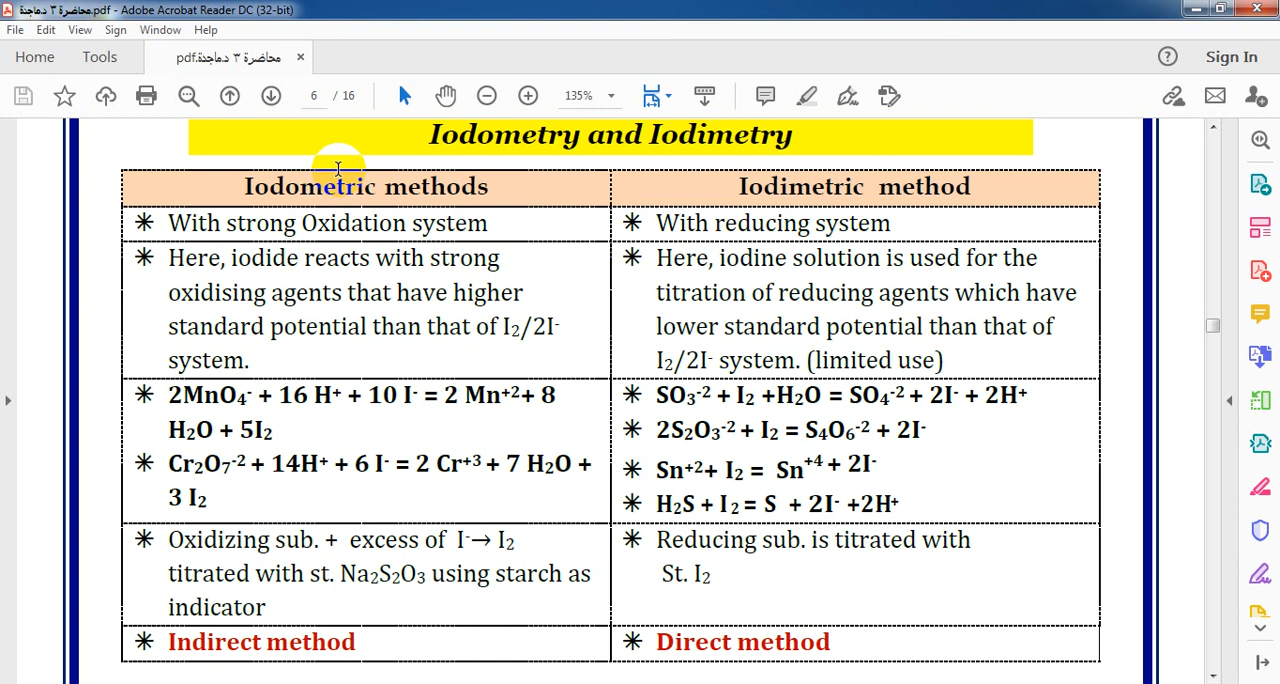 محاضرة ٣ د.ماجدة.pdf - Adobe Acrobat Reader DC (32-bit)
File Edit View Sign Window Help
Home Tools محاضرة ٣ د.ماجدة.pdf × ? Sign In
6 / 16 135%
Iodometry and Iodimetry
Iodometric methods
Iodimetric method
✳ With strong Oxidation system
✳ With reducing system
✳ Here, iodide reacts with strong
oxidising agents that have higher
standard potential than that of I₂/2I⁻
system.
✳ Here, iodine solution is used for the
titration of reducing agents which have
lower standard potential than that of
I₂/2I⁻ system. (limited use)
✳ 2MnO₄⁻ + 16 H⁺ + 10 I⁻ = 2 Mn⁺²+ 8
H₂O + 5I₂
✳ Cr₂O₇⁻² + 14H⁺ + 6 I⁻ = 2 Cr⁺³ + 7 H₂O +
3 I₂
✳ SO₃⁻² + I₂ +H₂O = SO₄⁻² + 2I⁻ + 2H⁺
✳ 2S₂O₃⁻² + I₂ = S₄O₆⁻² + 2I⁻
✳ Sn⁺²+ I₂ = Sn⁺⁴ + 2I⁻
✳ H₂S + I₂ = S + 2I⁻ +2H⁺
✳ Oxidizing sub. + excess of I⁻→ I₂
titrated with st. Na₂S₂O₃ using starch as
indicator
✳ Reducing sub. is titrated with
St. I₂
✳ Indirect method
✳ Direct method